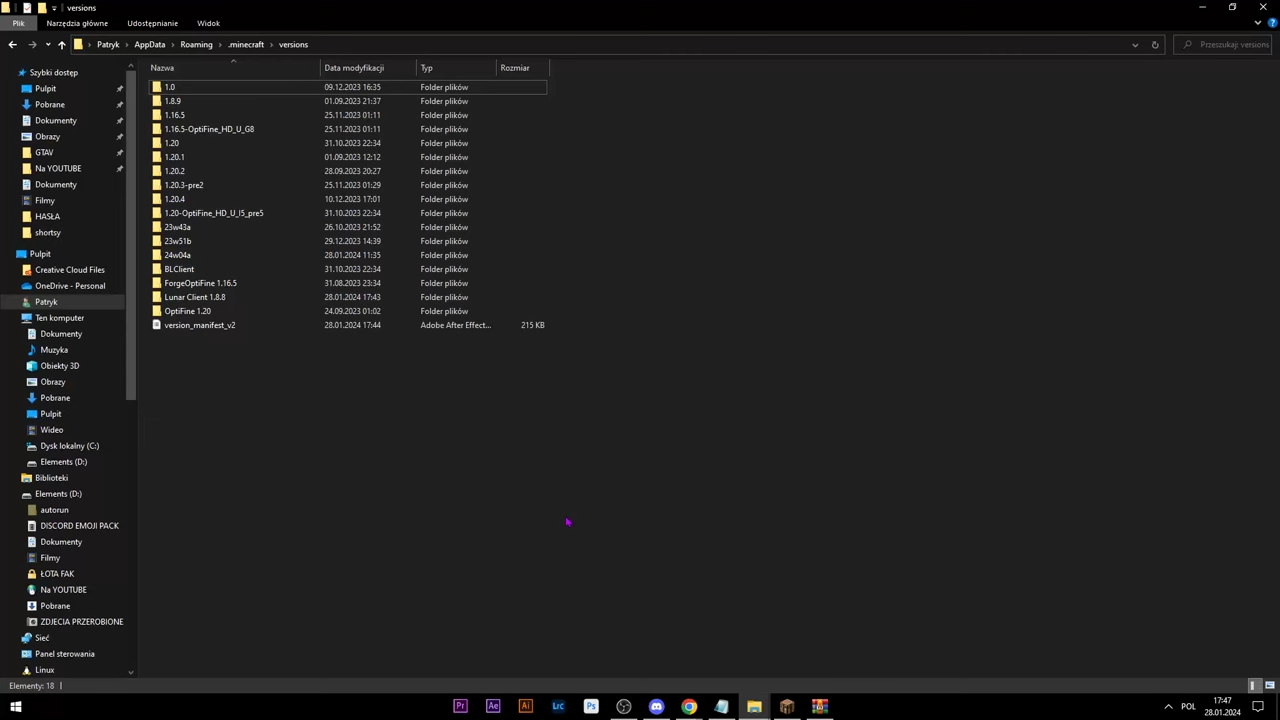 versions
Plik
Narzędzia główne
Udostępnianie
Widok
Patryk
AppData
Roaming
.minecraft
versions
Przeszukaj: versions
Nazwa
Data modyfikacji
Typ
Rozmiar
1.0 09.12.2023 16:35 Folder plików
1.8.9 01.09.2023 21:37 Folder plików
1.16.5 25.11.2023 01:11 Folder plików
1.16.5-OptiFine_HD_U_G8 25.11.2023 01:11 Folder plików
1.20 31.10.2023 22:34 Folder plików
1.20.1 01.09.2023 12:12 Folder plików
1.20.2 28.09.2023 20:27 Folder plików
1.20.3-pre2 25.11.2023 01:29 Folder plików
1.20.4 10.12.2023 17:01 Folder plików
1.20-OptiFine_HD_U_I5_pre5 31.10.2023 22:34 Folder plików
23w43a 26.10.2023 21:52 Folder plików
23w51b 29.12.2023 14:39 Folder plików
24w04a 28.01.2024 11:35 Folder plików
BLClient 31.10.2023 22:34 Folder plików
ForgeOptiFine 1.16.5 31.08.2023 23:34 Folder plików
Lunar Client 1.8.8 28.01.2024 17:43 Folder plików
OptiFine 1.20 24.09.2023 01:02 Folder plików
version_manifest_v2 28.01.2024 17:44 Adobe After Effect... 215 KB
Szybki dostęp
Pulpit
Pobrane
Dokumenty
Obrazy
GTAV
Na YOUTUBE
Dokumenty
Filmy
HASŁA
shortsy
Pulpit
Creative Cloud Files
OneDrive - Personal
Patryk
Ten komputer
Dokumenty
Muzyka
Obiekty 3D
Obrazy
Pobrane
Pulpit
Wideo
Dysk lokalny (C:)
Elements (D:)
Biblioteki
Elements (D:)
autorun
DISCORD EMOJI PACK
Dokumenty
Filmy
ŁOTA FAK
Na YOUTUBE
Pobrane
ZDJECIA PRZEROBIONE
Sieć
Panel sterowania
Linux
Elementy: 18
Pr
Ae
Ai
Lrc
Ps
POL
17:47
28.01.2024